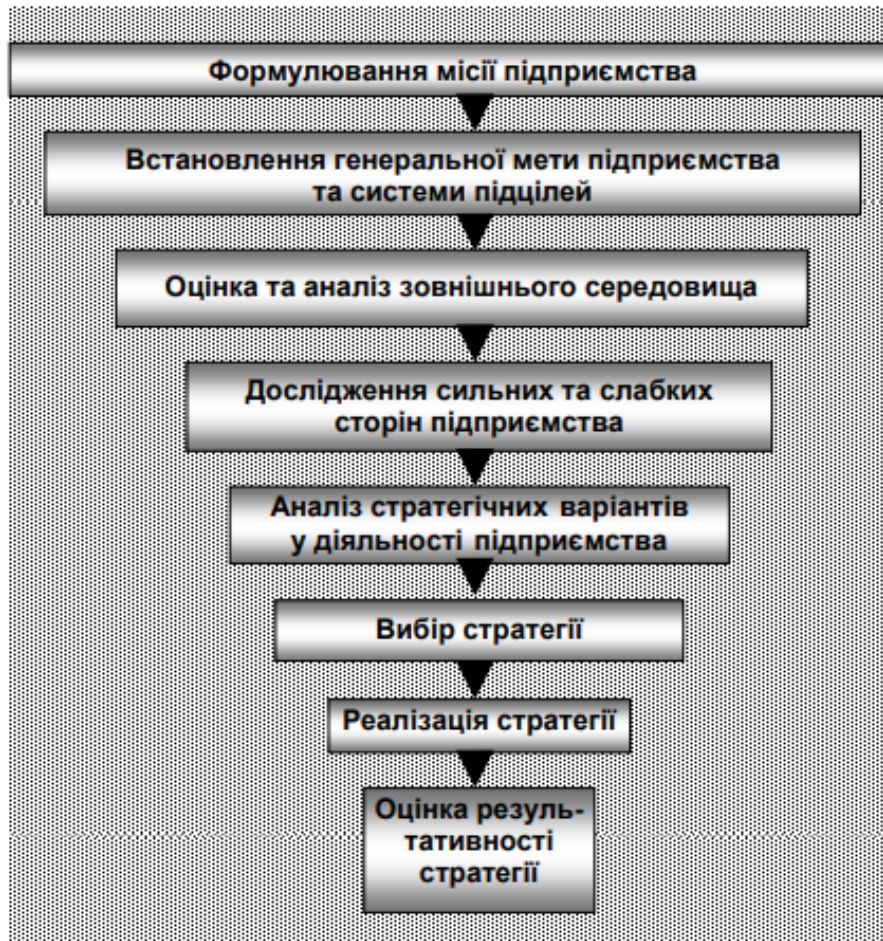 Формулювання місії підприємства
Встановлення генеральної мети підприємства
та системи підцілей
Оцінка та аналіз зовнішнього середовища
Дослідження сильних та слабких
сторін підприємства
Аналіз стратегічних варіантів
у діяльності підприємства
Вибір стратегії
Реалізація стратегії
Оцінка резуль-
тативності
стратегії